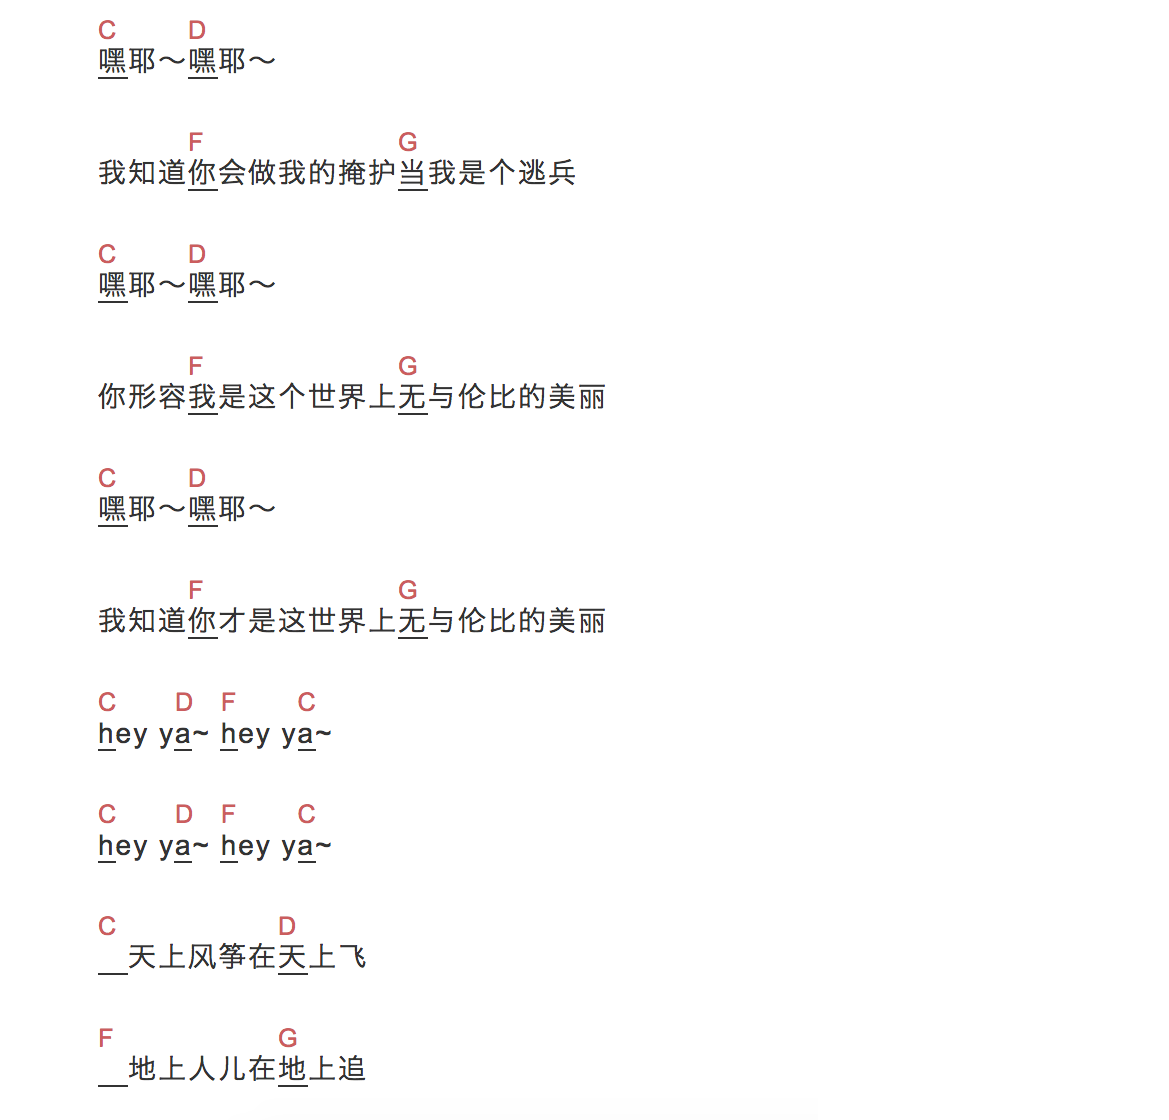 C D
嘿耶～嘿耶～
F G
我知道你会做我的掩护当我是个逃兵
C D
嘿耶～嘿耶～
F G
你形容我是这个世界上无与伦比的美丽
C D
嘿耶～嘿耶～
F G
我知道你才是这世界上无与伦比的美丽
C D F C
hey ya~ hey ya~
C D F C
hey ya~ hey ya~
C D
天上风筝在天上飞
F G
地上人儿在地上追